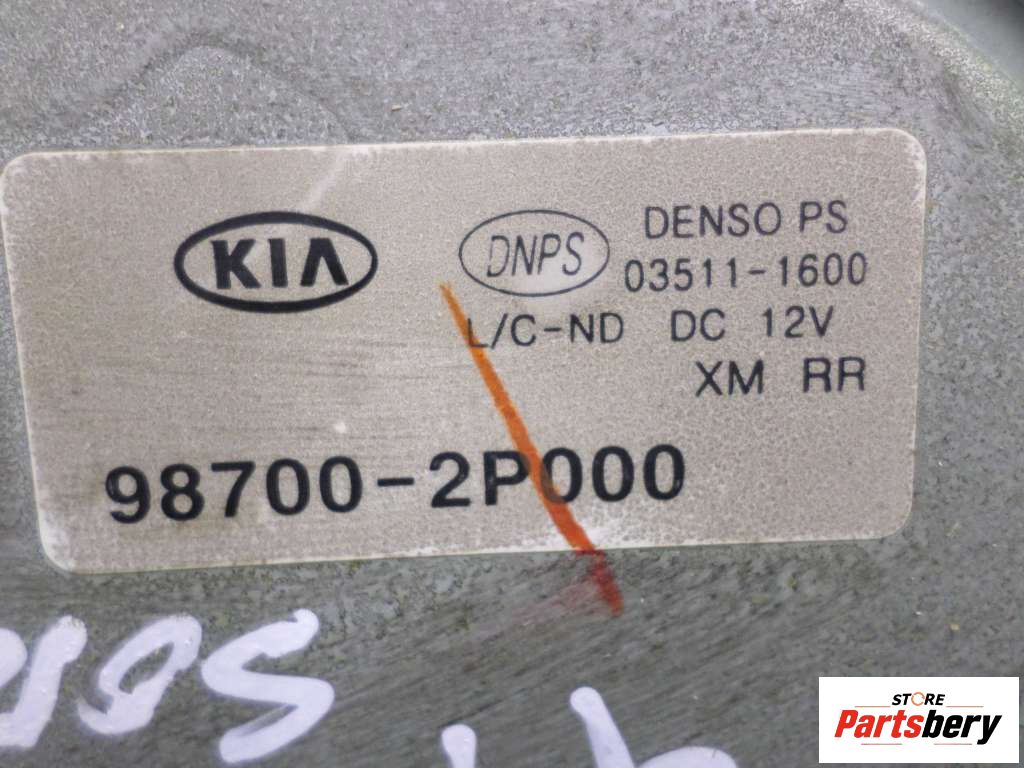 KIA
DNPS
DENSO PS
03511-1600
L/C-ND DC 12V
XM RR
98700-2P000
STORE
Partsbery